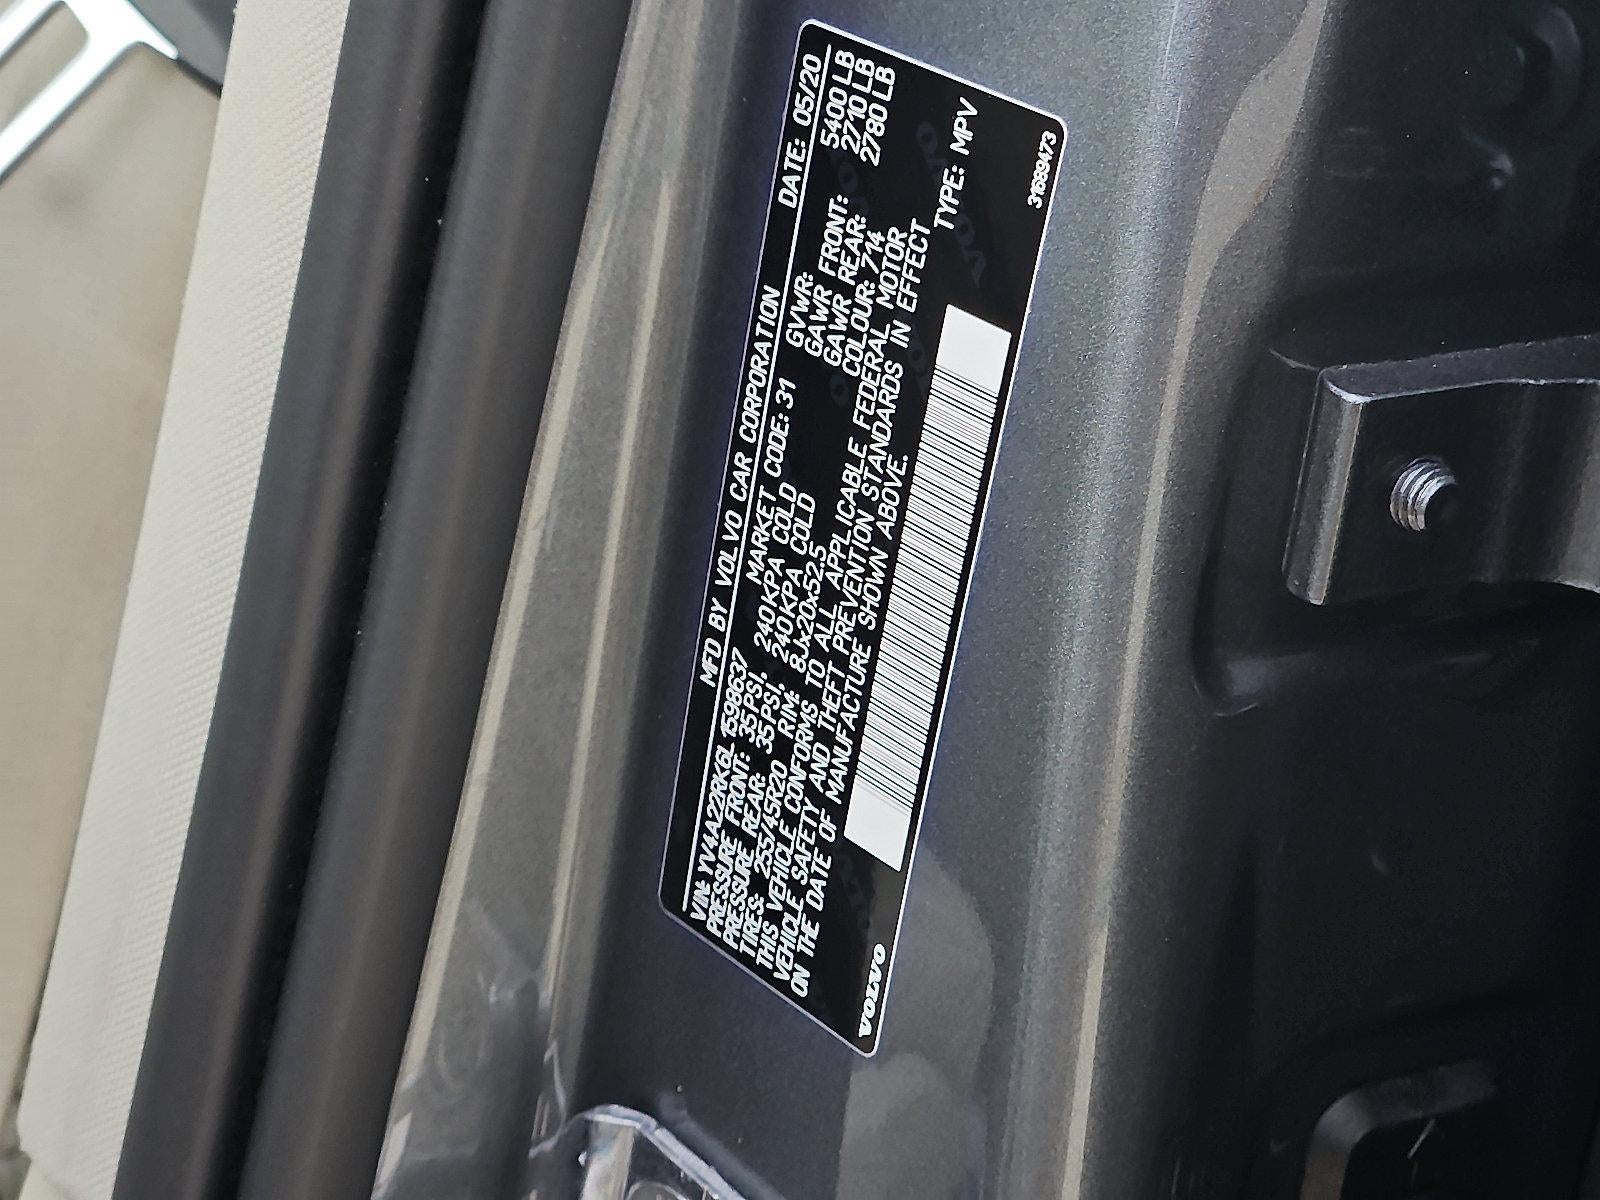 MFD BY VOLVO CAR CORPORATION DATE: 05/20
VIN: YV4A22RK6L1598637 MARKET CODE: 31 GVWR: 5400 LB
PRESSURE FRONT: 35PSI, 240KPA COLD GAWR FRONT: 2710 LB
PRESSURE REAR: 35PSI, 240KPA COLD GAWR REAR: 2780 LB
TIRES: 255/45R20 RIM: 8Jx20x52.5 COLOUR: 714
THIS VEHICLE CONFORMS TO ALL APPLICABLE FEDERAL MOTOR
VEHICLE SAFETY AND THEFT PREVENTION STANDARDS IN EFFECT
ON THE DATE OF MANUFACTURE SHOWN ABOVE.
TYPE: MPV
VOLVO
31689473